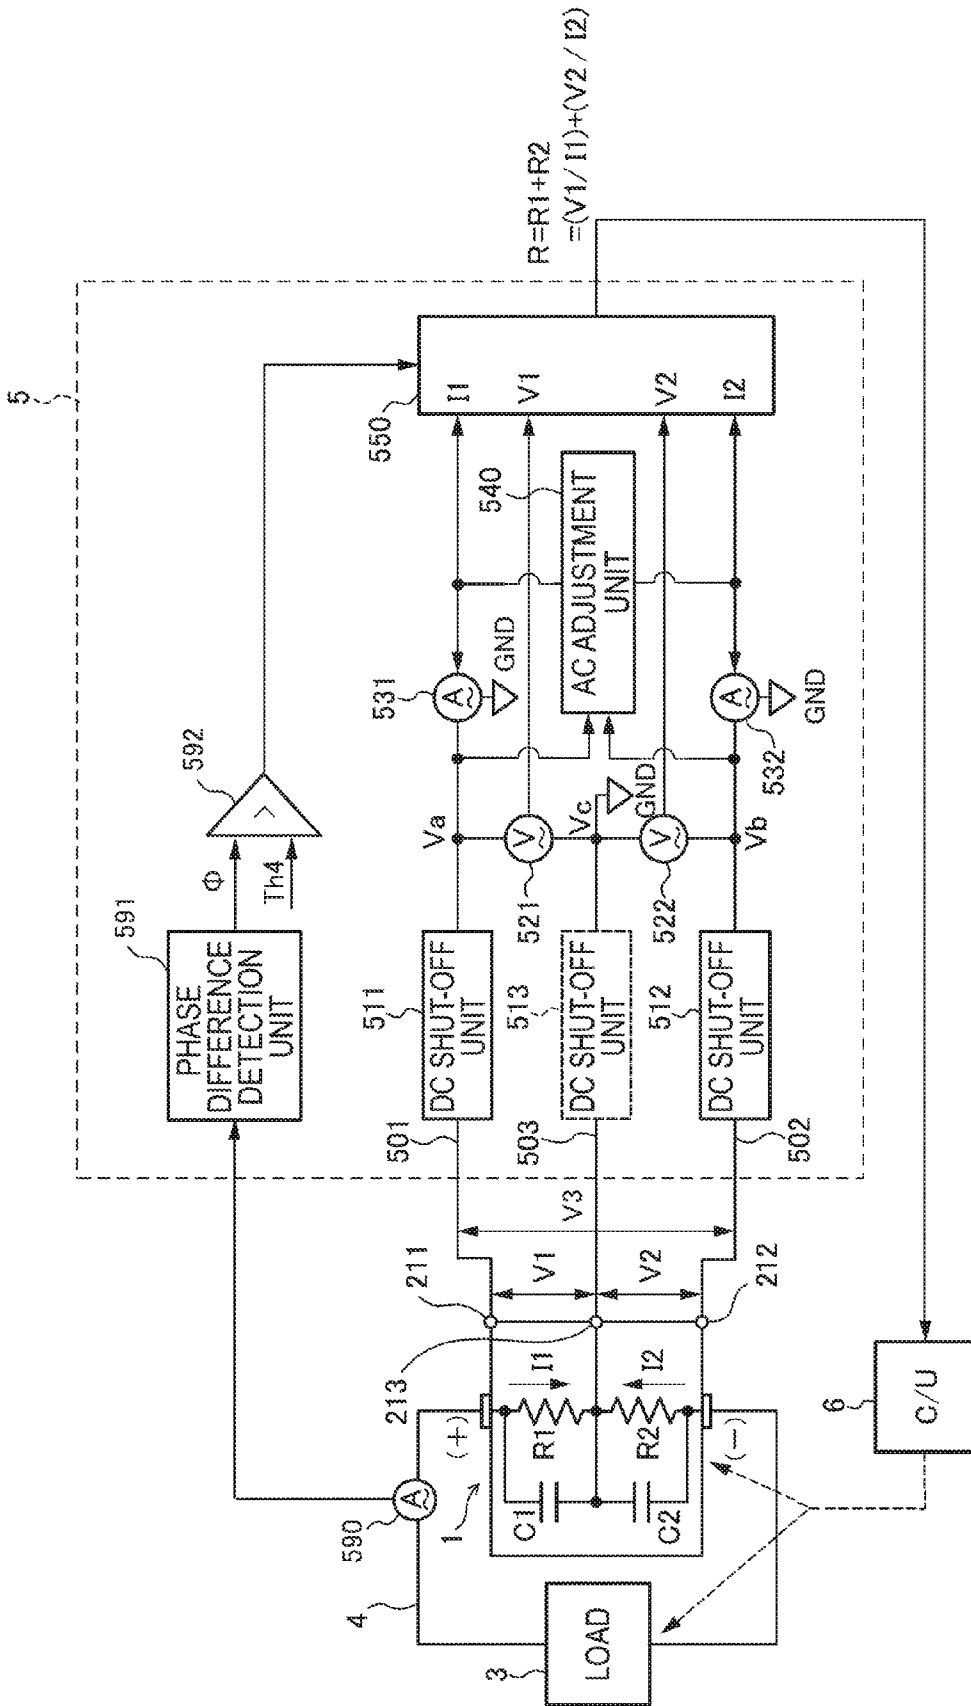 5
R=R1+R2
=(V1/I1)+(V2/I2)
550
I1
V1
V2
I2
540
AC ADJUSTMENT
UNIT
531
GND
532
GND
592
Φ
Th4
>
A
A
Va
Vc
Vb
GND
V
V
521
522
591
PHASE
DIFFERENCE
DETECTION
UNIT
511
DC SHUT-OFF
UNIT
513
DC SHUT-OFF
UNIT
512
DC SHUT-OFF
UNIT
501
503
502
V3
V1
V2
211
212
213
I1
I2
R1
R2
C1
C2
(+)
(−)
A
590
1
4
3
LOAD
6
C/U